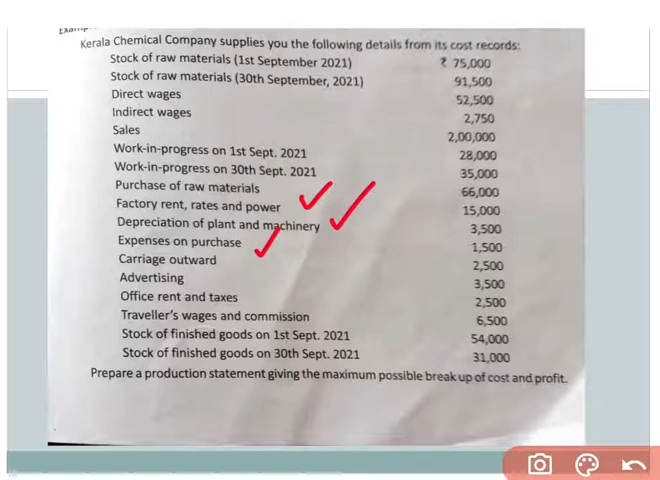 Kerala Chemical Company supplies you the following details from its cost records:
Stock of raw materials (1st September 2021) ₹ 75,000
Stock of raw materials (30th September, 2021) 91,500
Direct wages 52,500
Indirect wages 2,750
Sales 2,00,000
Work-in-progress on 1st Sept. 2021 28,000
Work-in-progress on 30th Sept. 2021 35,000
Purchase of raw materials 66,000
Factory rent, rates and power 15,000
Depreciation of plant and machinery 3,500
Expenses on purchase 1,500
Carriage outward 2,500
Advertising 3,500
Office rent and taxes 2,500
Traveller's wages and commission 6,500
Stock of finished goods on 1st Sept. 2021 54,000
Stock of finished goods on 30th Sept. 2021 31,000
Prepare a production statement giving the maximum possible break up of cost and profit.